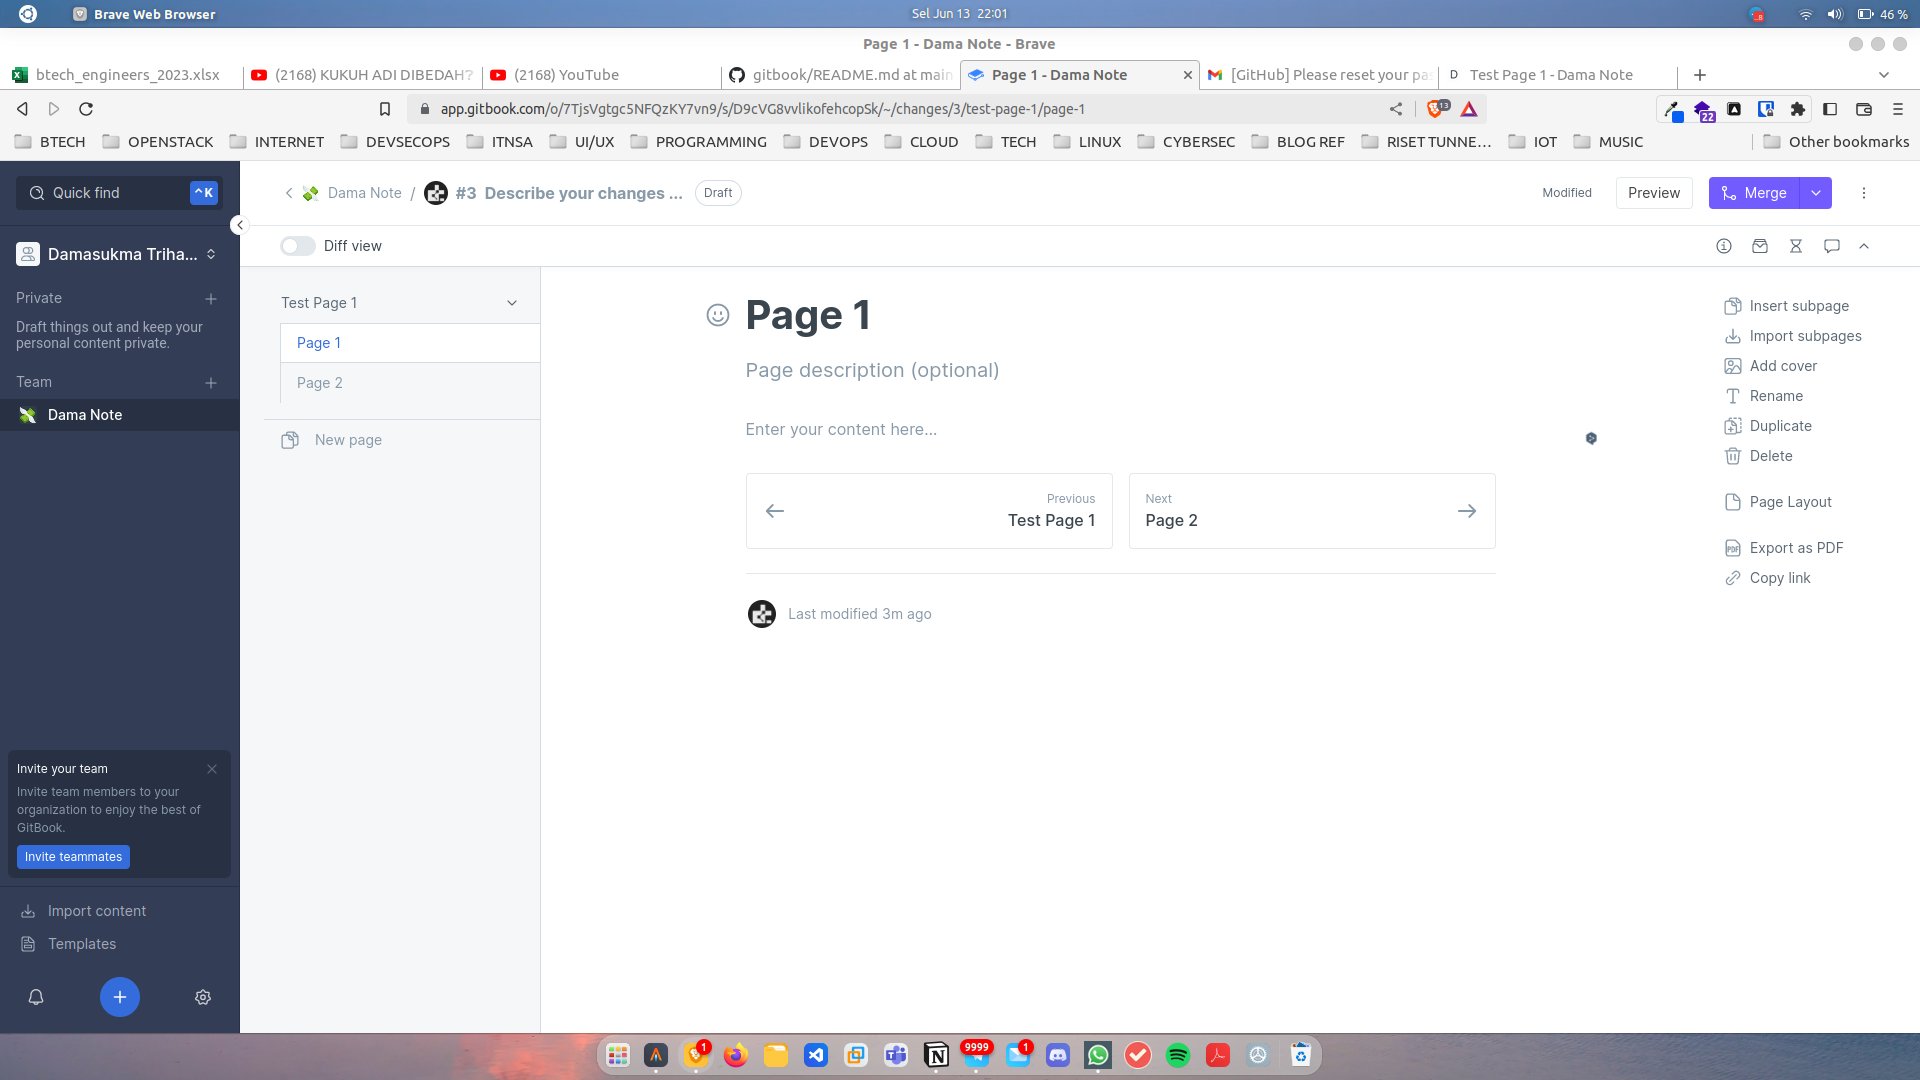 Brave Web Browser
Sel Jun 13 22:01
46 %
Page 1 - Dama Note - Brave
btech_engineers_2023.xlsx
(2168) KUKUH ADI DIBEDAH?
(2168) YouTube
gitbook/README.md at main
Page 1 - Dama Note
[GitHub] Please reset your pas
D Test Page 1 - Dama Note
app.gitbook.com/o/7TjsVgtgc5NFQzKY7vn9/s/D9cVG8vvlikofehcopSk/~/changes/3/test-page-1/page-1
13
22
BTECH
OPENSTACK
INTERNET
DEVSECOPS
ITNSA
UI/UX
PROGRAMMING
DEVOPS
CLOUD
TECH
LINUX
CYBERSEC
BLOG REF
RISET TUNNE...
IOT
MUSIC
Other bookmarks
Quick find
^K
Dama Note / #3 Describe your changes ...
Draft
Modified
Preview
Merge
Diff view
Damasukma Triha...
Private
Draft things out and keep your
personal content private.
Team
Dama Note
Test Page 1
Page 1
Page 2
New page
Page 1
Page description (optional)
Enter your content here...
Previous
Test Page 1
Next
Page 2
Last modified 3m ago
Insert subpage
Import subpages
Add cover
Rename
Duplicate
Delete
Page Layout
Export as PDF
Copy link
Invite your team
Invite team members to your
organization to enjoy the best of
GitBook.
Invite teammates
Import content
Templates
1
9999
1